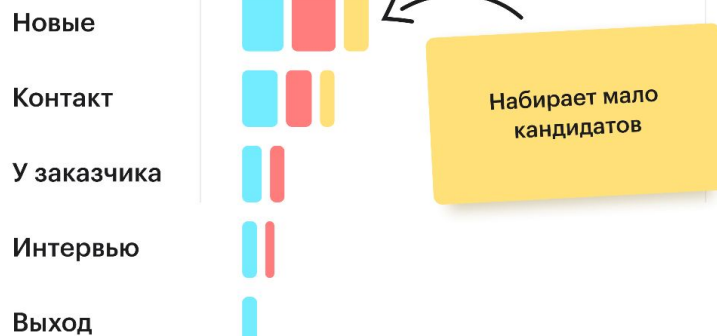 Новые
Набирает мало
кандидатов
Контакт
У заказчика
Интервью
Выход